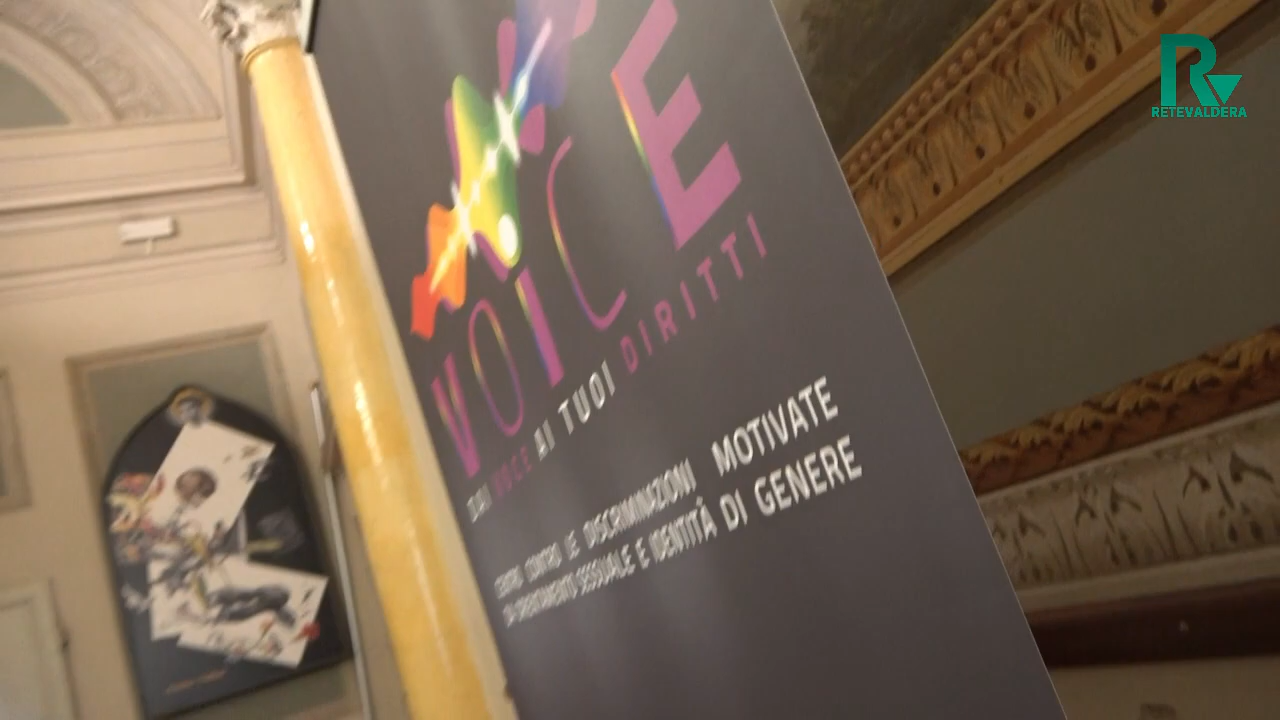 VOICE
DAI VOCE AI TUOI DIRITTI
CENTRO CONTRO LE DISCRIMINAZIONI MOTIVATE
DA ORIENTAMENTO SESSUALE E IDENTITÀ DI GENERE
RETEVALDERA